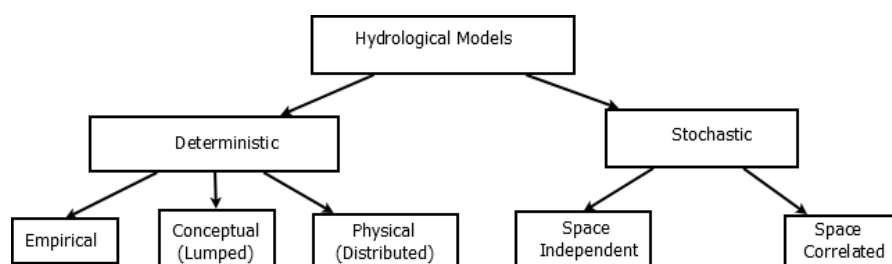 Hydrological Models
Deterministic
Stochastic
Empirical
Conceptual
(Lumped)
Physical
(Distributed)
Space
Independent
Space
Correlated